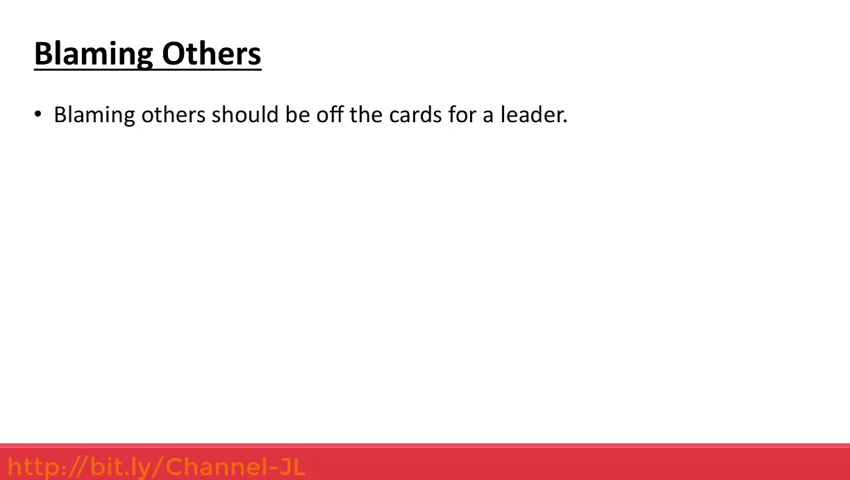 Blaming Others
• Blaming others should be off the cards for a leader.
http://bit.ly/Channel-JL